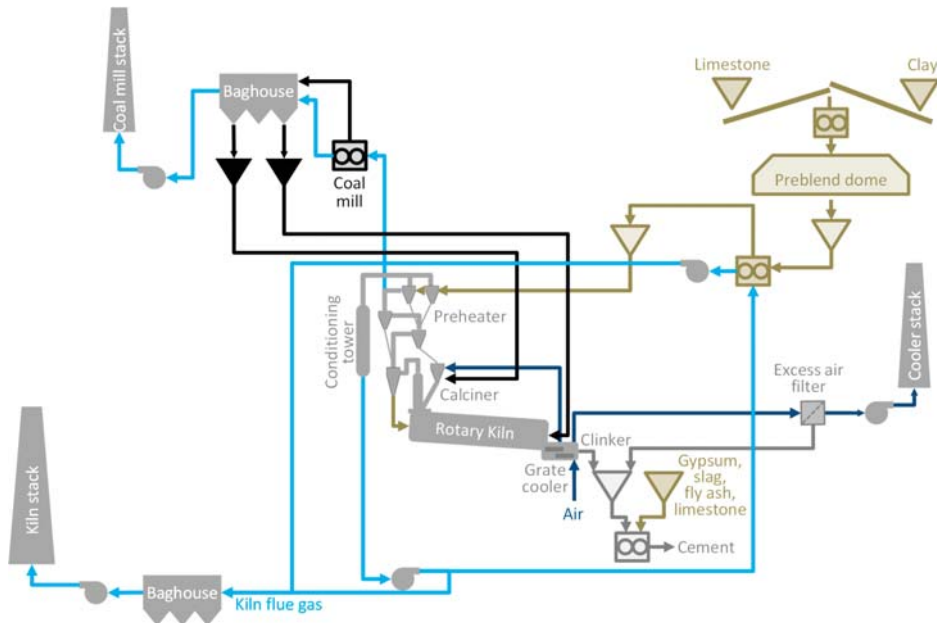 Coal mill stack
Baghouse
Coal
mill
Limestone
Clay
Preblend dome
Conditioning
tower
Preheater
Calciner
Rotary Kiln
Clinker
Grate
cooler
Air
Excess air
filter
Cooler stack
Gypsum,
slag,
fly ash,
limestone
Cement
Kiln stack
Baghouse
Kiln flue gas